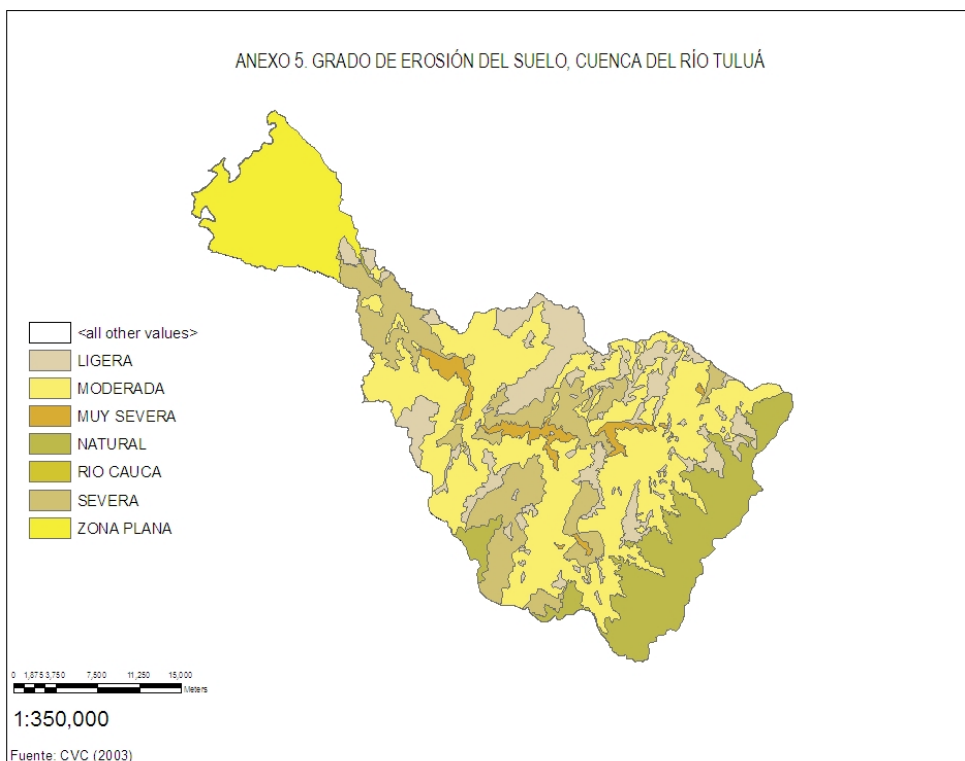 ANEXO 5. GRADO DE EROSIÓN DEL SUELO, CUENCA DEL RÍO TULUÁ
<all other values>
LIGERA
MODERADA
MUY SEVERA
NATURAL
RIO CAUCA
SEVERA
ZONA PLANA
0 1,875 3,750 7,500 11,250 15,000
Meters
1:350,000
Fuente: CVC (2003)